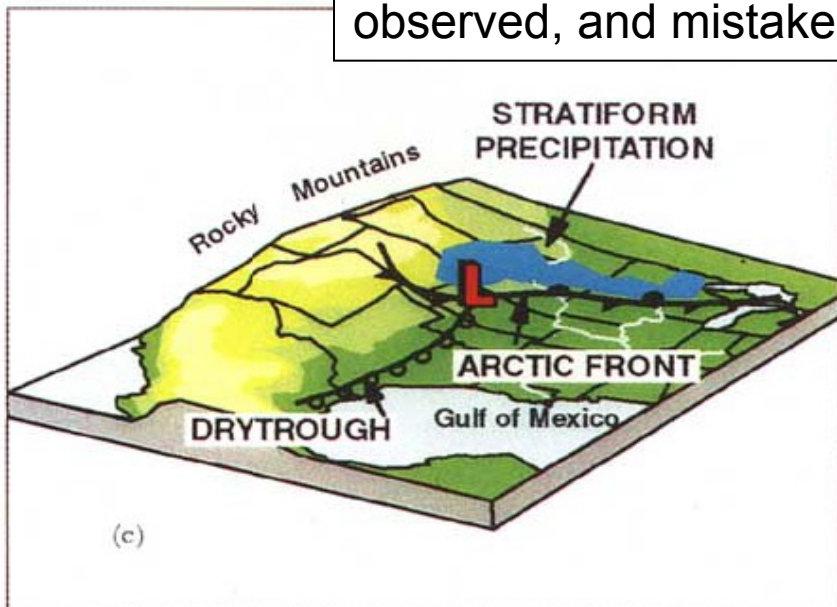 observed, and mistake
STRATIFORM
PRECIPITATION
Rocky Mountains
L
ARCTIC FRONT
DRYTROUGH
Gulf of Mexico
(c)